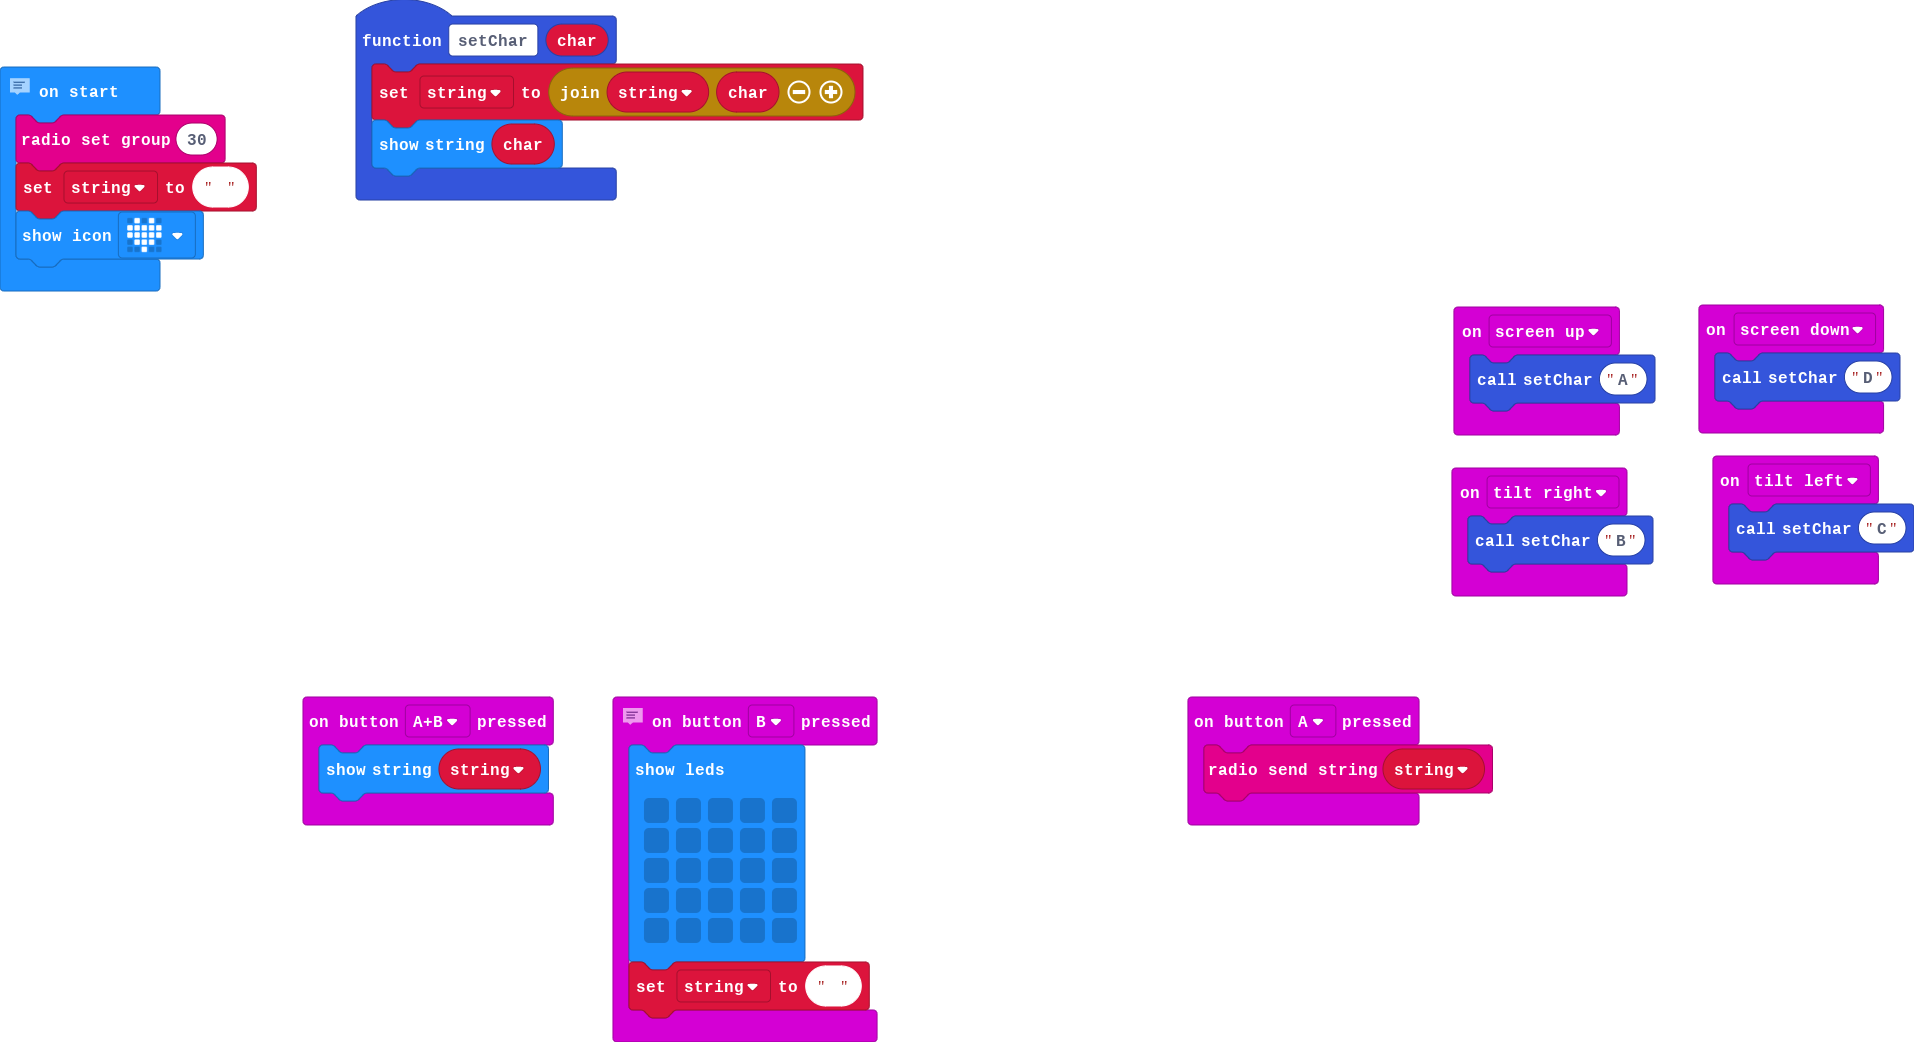 function setChar char
set string to join string char
show string char
on start
radio set group 30
set string to " "
show icon
on screen up
call setChar "A"
on screen down
call setChar "D"
on tilt right
call setChar "B"
on tilt left
call setChar "C"
on button A+B pressed
show string string
on button B pressed
show leds
set string to " "
on button A pressed
radio send string string